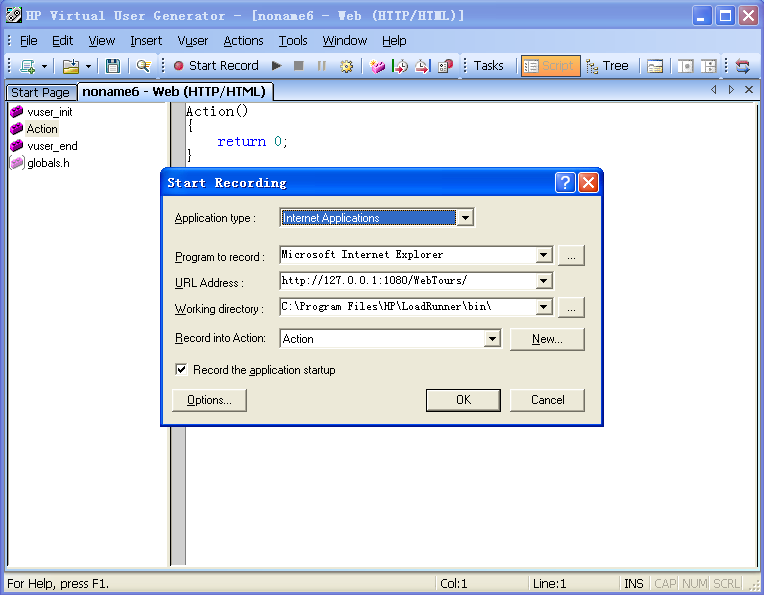 HP Virtual User Generator - [noname6 - Web (HTTP/HTML)]
File Edit View Insert Vuser Actions Tools Window Help
Start Record Tasks Script Tree
Start Page noname6 - Web (HTTP/HTML)
vuser_init
Action
vuser_end
globals.h
Action()
{
return 0;
}
Start Recording
Application type : Internet Applications
Program to record : Microsoft Internet Explorer ...
URL Address : http://127.0.0.1:1080/WebTours/
Working directory : C:\Program Files\HP\LoadRunner\bin\ ...
Record into Action: Action New...
Record the application startup
Options... OK Cancel
For Help, press F1. Col:1 Line:1 INS CAP NUM SCRL